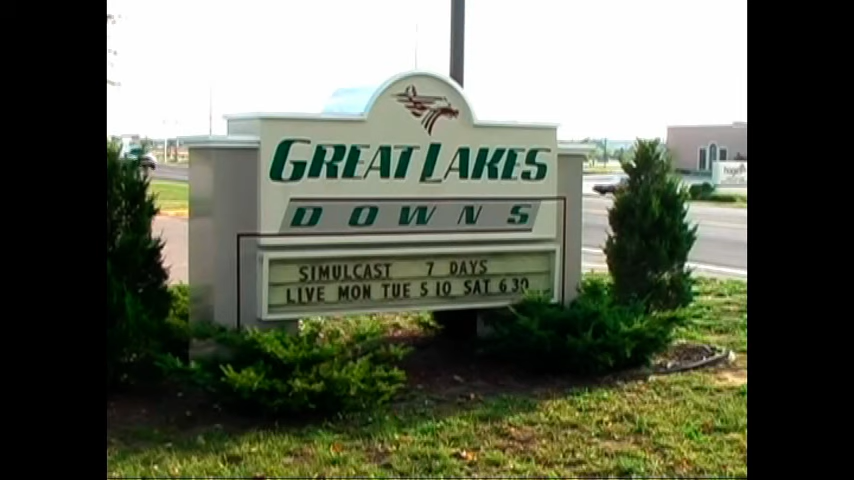 GREAT LAKES
DOWNS
SIMULCAST 7 DAYS
LIVE MON TUE 5 10 SAT 6 30